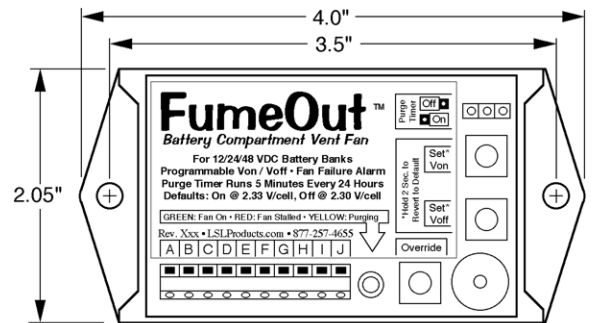 4.0"
3.5"
2.05"
FumeOut ™
Battery Compartment Vent Fan
For 12/24/48 VDC Battery Banks
Programmable Von / Voff • Fan Failure Alarm
Purge Timer Runs 5 Minutes Every 24 Hours
Defaults: On @ 2.33 V/cell, Off @ 2.30 V/cell
GREEN: Fan On • RED: Fan Stalled • YELLOW: Purging
Rev. Xxx • LSLProducts.com • 877-257-4655
A B C D E F G H I J
Purge
Timer
Off
On
*Hold 2 Sec. to
Revert to Default
Set*
Von
Set*
Voff
Override